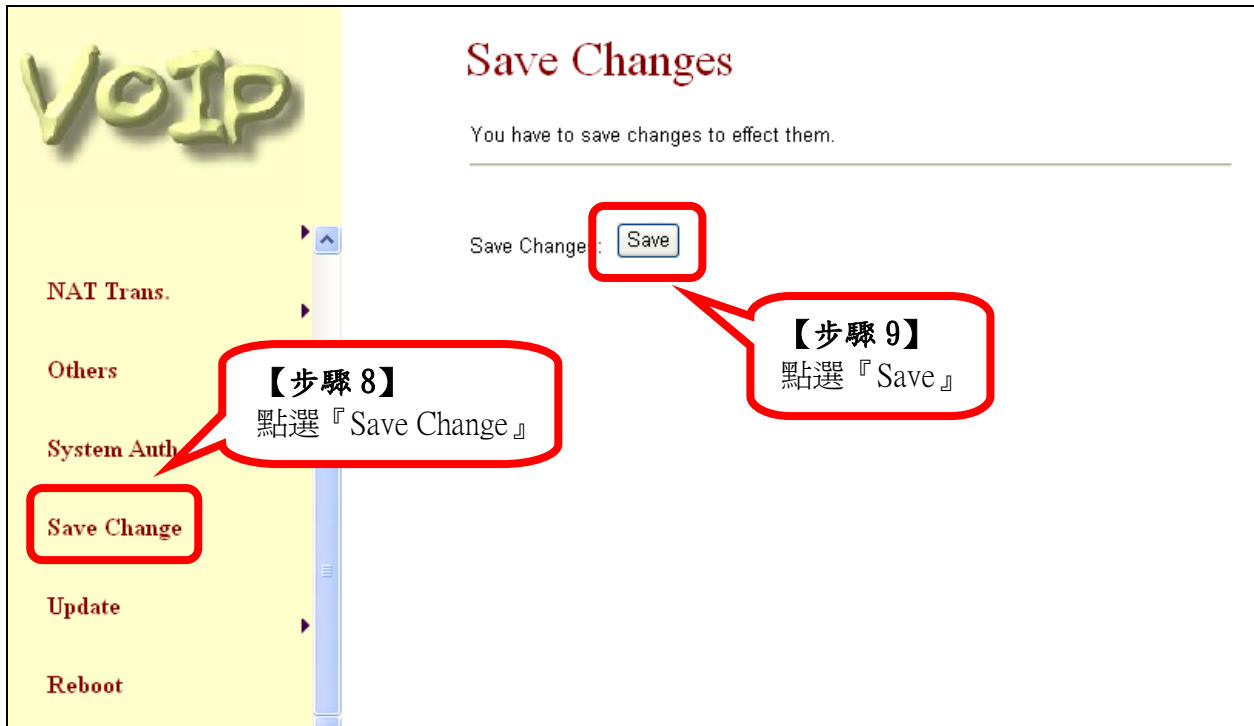 VoIP
Save Changes
You have to save changes to effect them.
Save Changes: Save
NAT Trans.
Others
System Auth.
Save Change
Update
Reboot
【步驟 8】
點選『Save Change』
【步驟 9】
點選『Save』